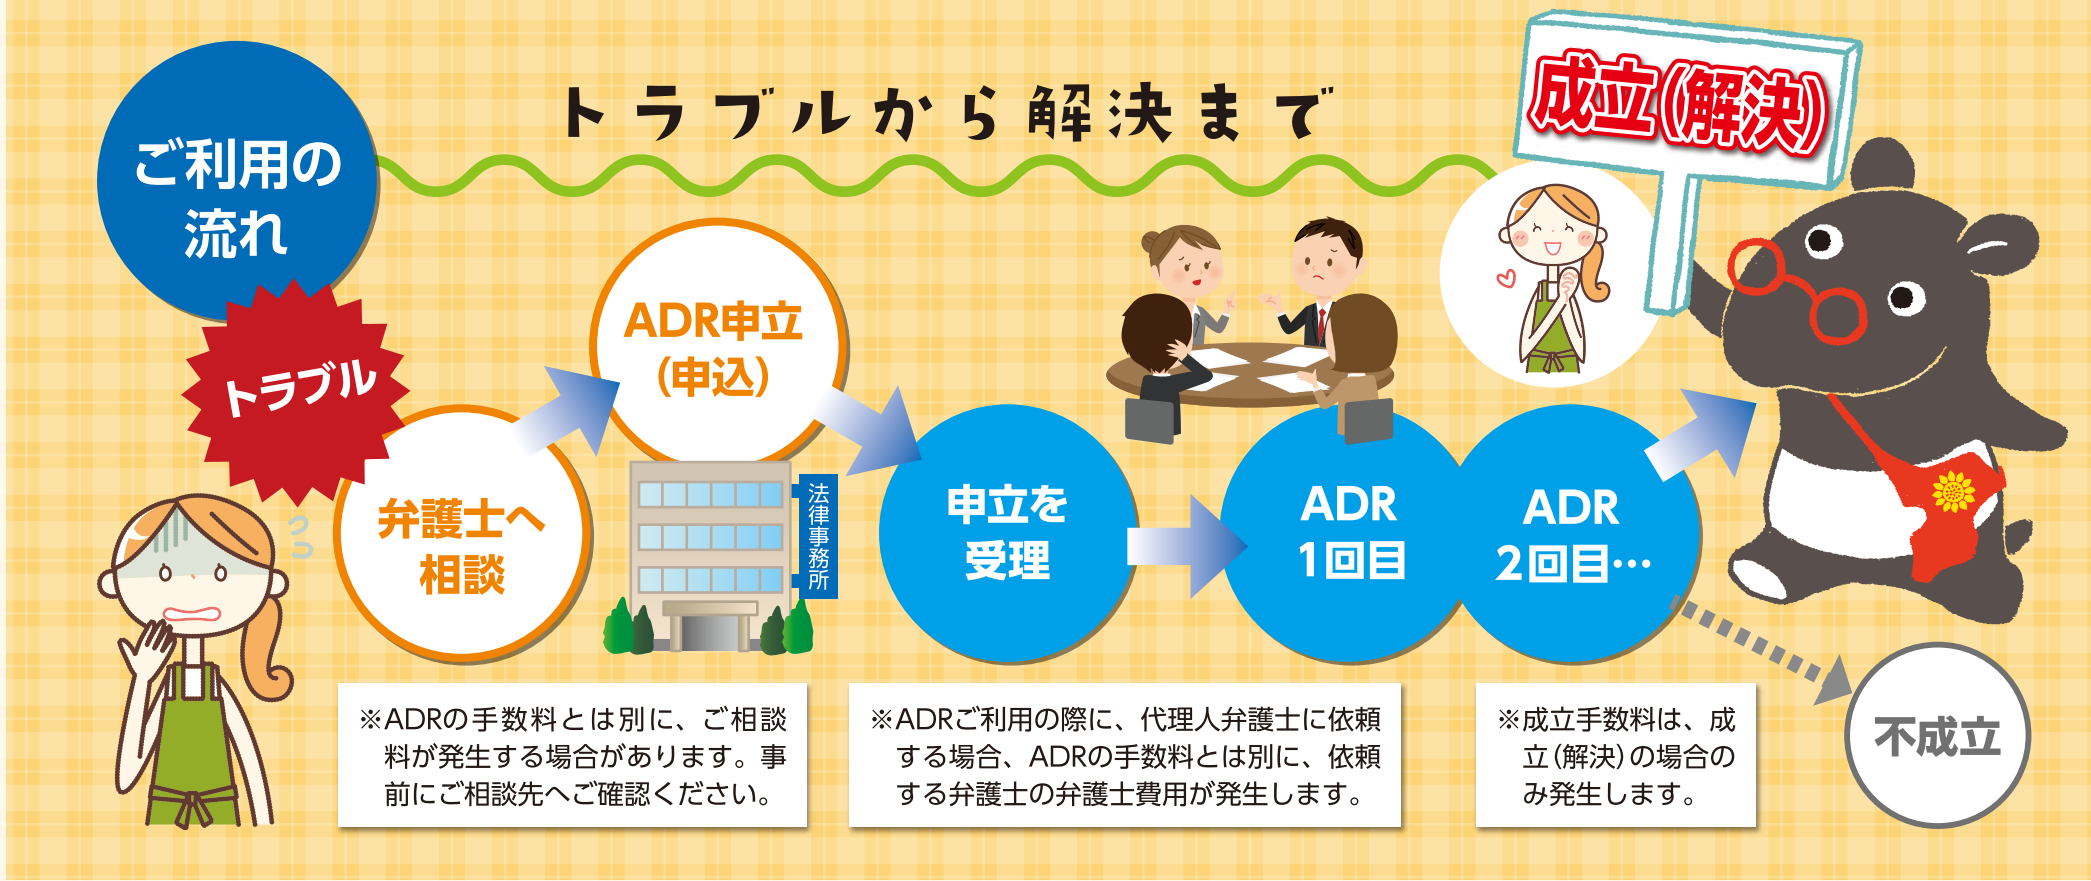 ご利用の
流れ
トラブルから解決まで
成立(解決)
トラブル
弁護士へ
相談
ADR申立
(申込)
法律事務所
申立を
受理
ADR
1回目
ADR
2回目…
不成立
※ADRの手数料とは別に、ご相談
料が発生する場合があります。事
前にご相談先へご確認ください。
※ADRご利用の際に、代理人弁護士に依頼
する場合、ADRの手数料とは別に、依頼
する弁護士の弁護士費用が発生します。
※成立手数料は、成
立(解決)の場合の
み発生します。